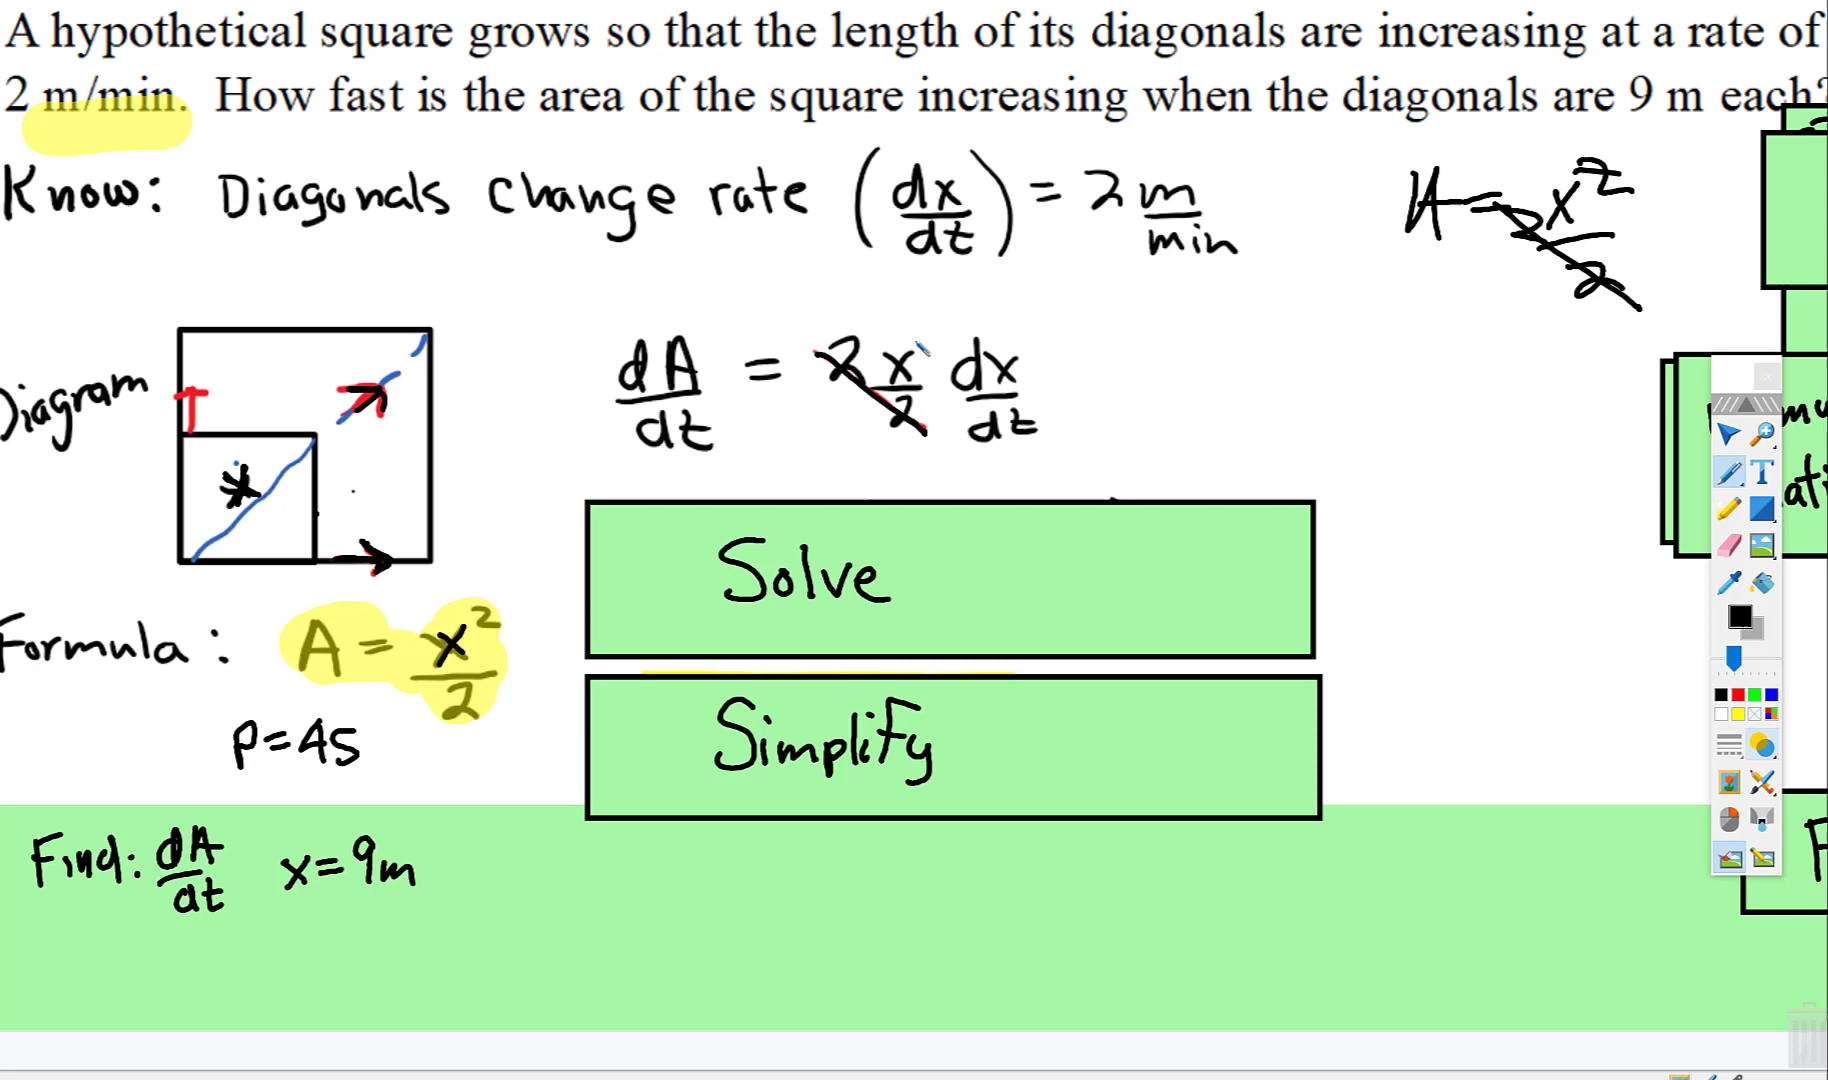 A hypothetical square grows so that the length of its diagonals are increasing at a rate of
2 m/min. How fast is the area of the square increasing when the diagonals are 9 m each?
Know: Diagonals change rate (dx/dt) = 2 m/min
A = 2x²/2
Diagram
dA/dt = 2x/2 dx/dt
Solve
Formula: A = x²/2
P=4S
Simplify
Find: dA/dt x=9m
T